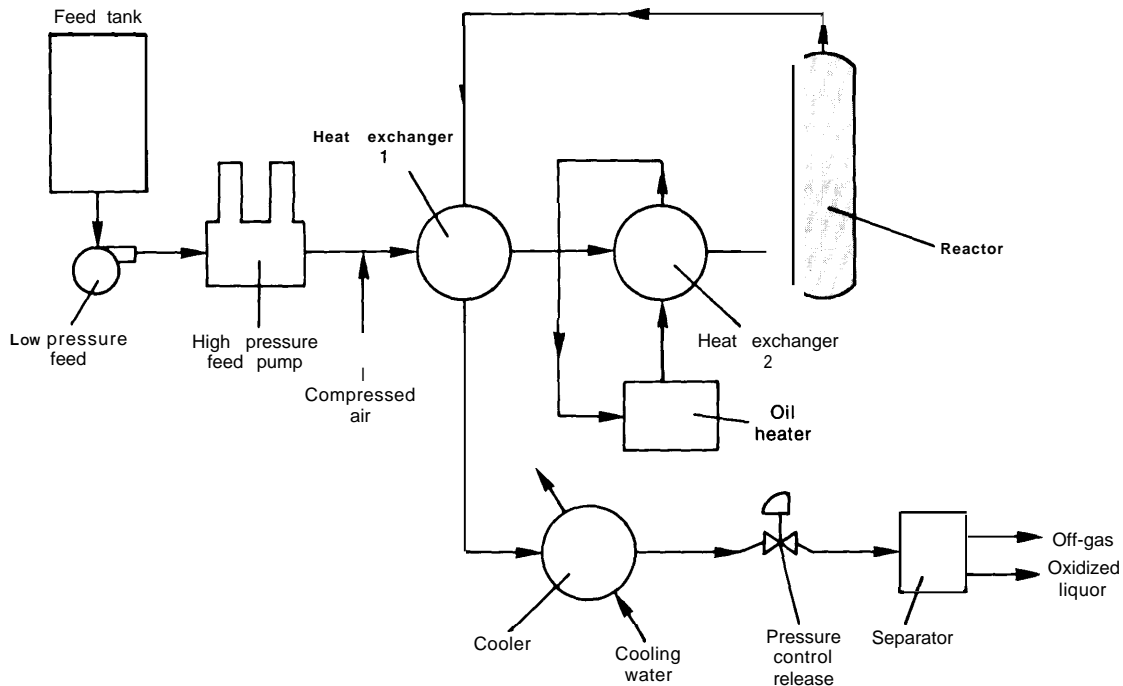 Feed tank
Heat exchanger
1
Reactor
Low pressure
feed
High pressure
feed pump
Heat exchanger
2
Compressed
air
Oil
heater
Off-gas
Oxidized
liquor
Cooler
Cooling
water
Pressure
control
release
Separator